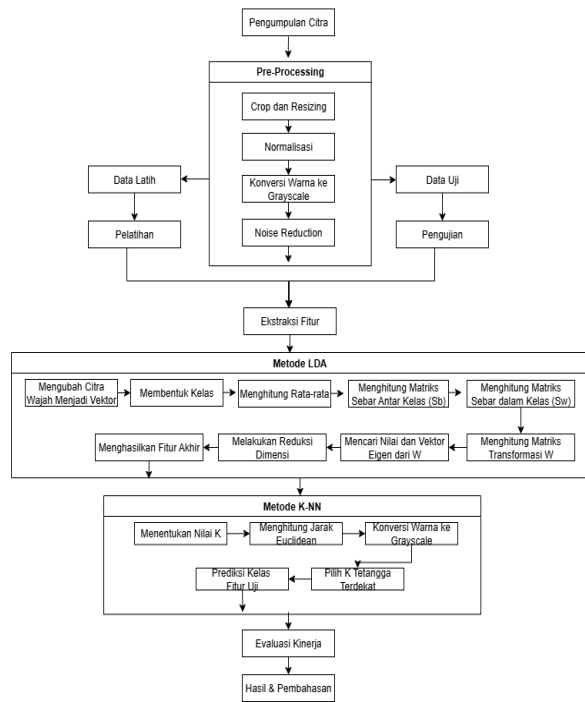 Pengumpulan Citra
Pre-Processing
Crop dan Resizing
Normalisasi
Konversi Warna ke
Grayscale
Noise Reduction
Data Latih
Pelatihan
Data Uji
Pengujian
Ekstraksi Fitur
Metode LDA
Mengubah Citra
Wajah Menjadi Vektor
Membentuk Kelas
Menghitung Rata-rata
Menghitung Matriks
Sebar Antar Kelas (Sb)
Menghitung Matriks
Sebar dalam Kelas (Sw)
Menghitung Matriks
Transformasi W
Mencari Nilai dan Vektor
Eigen dari W
Melakukan Reduksi
Dimensi
Menghasilkan Fitur Akhir
Metode K-NN
Menentukan Nilai K
Menghitung Jarak
Euclidean
Konversi Warna ke
Grayscale
Pilih K Tetangga
Terdekat
Prediksi Kelas
Fitur Uji
Evaluasi Kinerja
Hasil & Pembahasan